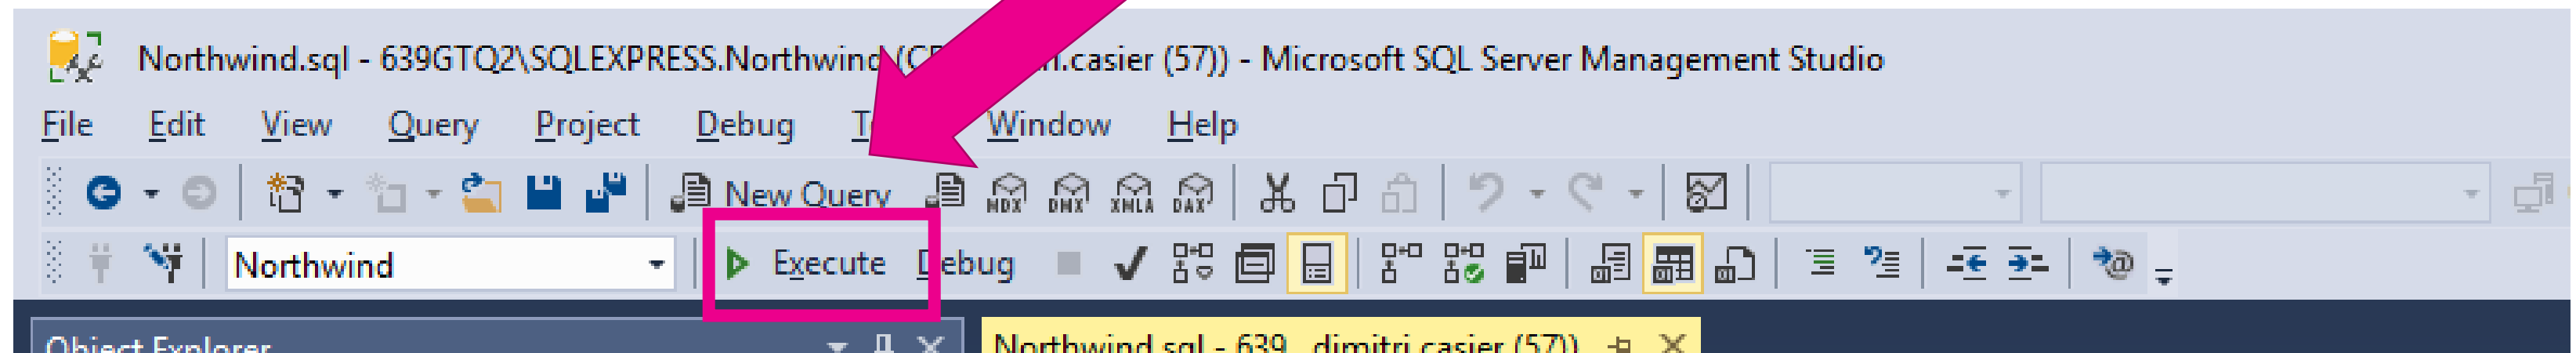 Northwind.sql - 639GTQ2\SQLEXPRESS.Northwind (C .casier (57)) - Microsoft SQL Server Management Studio
File Edit View Query Project Debug Window Help
New Query MDX DMX XMLA DAX
Northwind Execute Debug
Object Explorer Northwind.sql - 639...dimitri.casier (57))